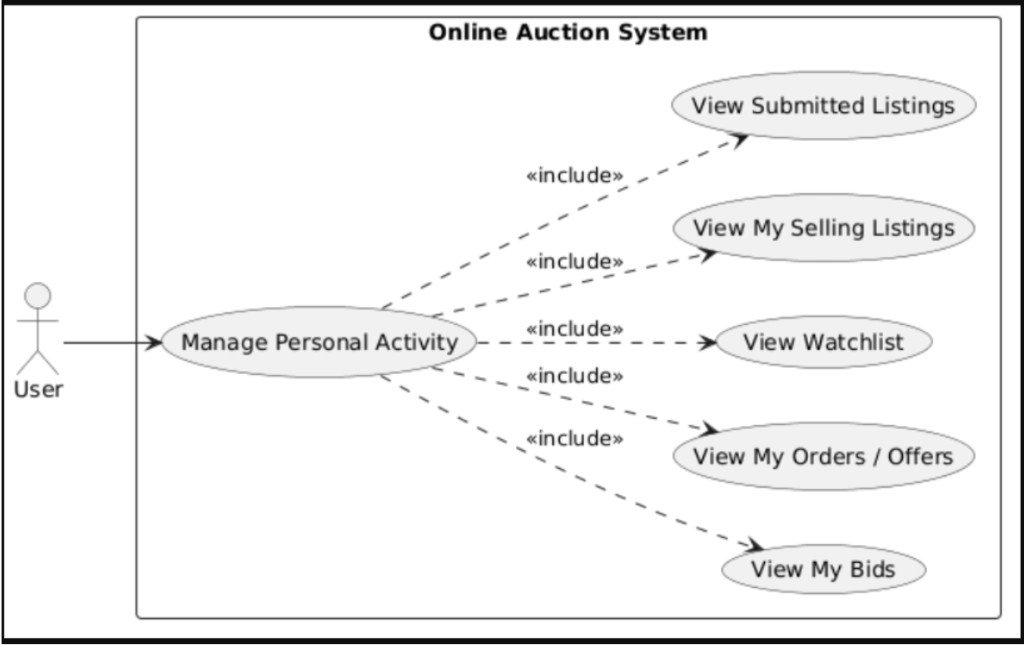 Online Auction System
View Submitted Listings
«include»
View My Selling Listings
«include»
«include»
Manage Personal Activity
View Watchlist
«include»
User
«include»
View My Orders / Offers
View My Bids